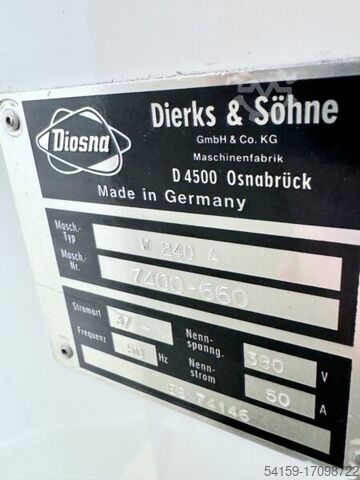 Diosna
Dierks & Söhne
GmbH & Co. KG
Maschinenfabrik
D 4500 Osnabrück
Made in Germany
Masch.-Typ W 240 A
Masch.-Nr. 7400-660
Stromart 3/~ Nenn-spanng. 380 V
Frequenz 50 Hz Nenn-strom 50 A
ES 74146
54159-17098722